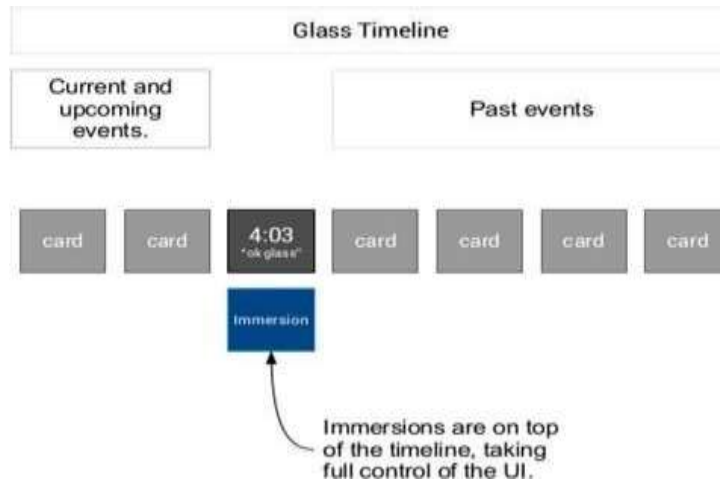 Glass Timeline
Current and
upcoming
events.
Past events
card
card
4:03
"ok glass"
card
card
card
card
Immersion
Immersions are on top
of the timeline, taking
full control of the UI.